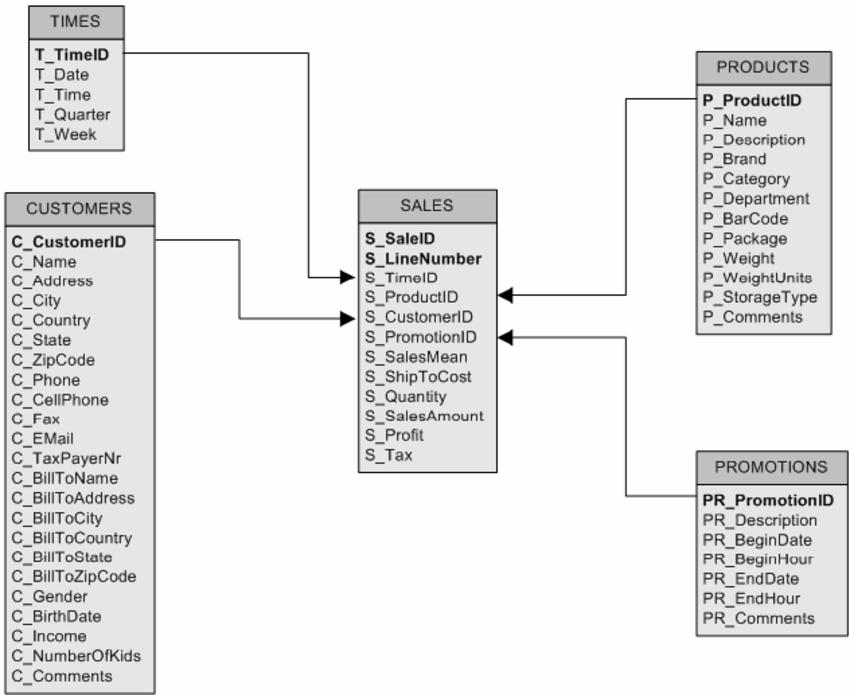 TIMES
T_TimeID
T_Date
T_Time
T_Quarter
T_Week
CUSTOMERS
C_CustomerID
C_Name
C_Address
C_City
C_Country
C_State
C_ZipCode
C_Phone
C_CellPhone
C_Fax
C_EMail
C_TaxPayerNr
C_BillToName
C_BillToAddress
C_BillToCity
C_BillToCountry
C_BillToState
C_BillToZipCode
C_Gender
C_BirthDate
C_Income
C_NumberOfKids
C_Comments
SALES
S_SaleID
S_LineNumber
S_TimeID
S_ProductID
S_CustomerID
S_PromotionID
S_SalesMean
S_ShipToCost
S_Quantity
S_SalesAmount
S_Profit
S_Tax
PRODUCTS
P_ProductID
P_Name
P_Description
P_Brand
P_Category
P_Department
P_BarCode
P_Package
P_Weight
P_WeightUnits
P_StorageType
P_Comments
PROMOTIONS
PR_PromotionID
PR_Description
PR_BeginDate
PR_BeginHour
PR_EndDate
PR_EndHour
PR_Comments